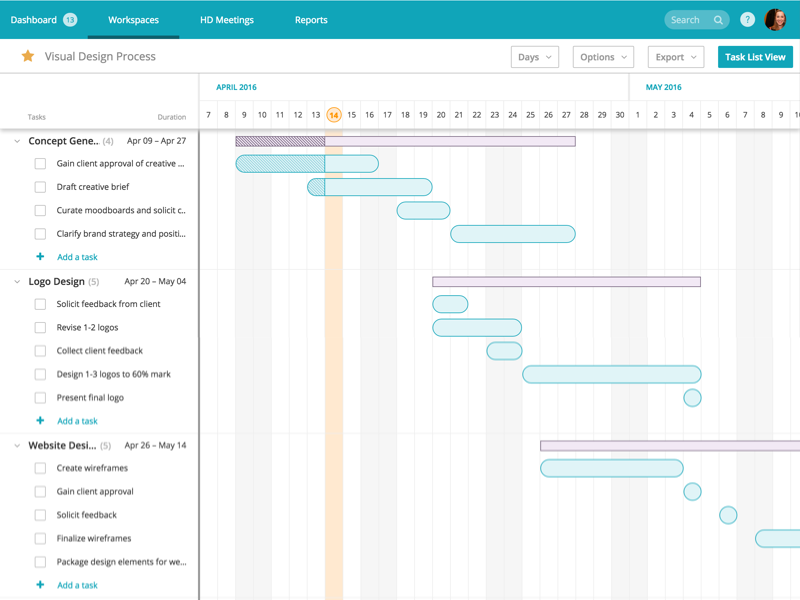 Dashboard 13 Workspaces HD Meetings Reports Search ?
Visual Design Process Days Options Export Task List View
APRIL 2016 MAY 2016
Tasks Duration 7 8 9 10 11 12 13 14 15 16 17 18 19 20 21 22 23 24 25 26 27 28 29 30 1 2 3 4 5 6 7 8 9
Concept Gene.. (4) Apr 09 – Apr 27
Gain client approval of creative ...
Draft creative brief
Curate moodboards and solicit c..
Clarify brand strategy and positi...
+ Add a task
Logo Design (5) Apr 20 – May 04
Solicit feedback from client
Revise 1-2 logos
Collect client feedback
Design 1-3 logos to 60% mark
Present final logo
+ Add a task
Website Desi... (5) Apr 26 – May 14
Create wireframes
Gain client approval
Solicit feedback
Finalize wireframes
Package design elements for we...
+ Add a task